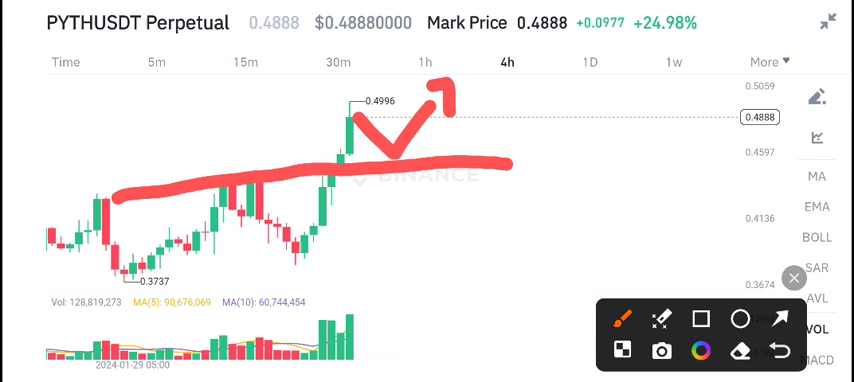 PYTHUSDT Perpetual 0.4888 $0.48880000 Mark Price 0.4888 +0.0977 +24.98%
Time 5m 15m 30m 1h 4h 1D 1w More
0.5059
0.4996
0.4888
0.4597
BINANCE
MA
EMA
0.4136
BOLL
SAR
0.3737
0.3674
AVL
Vol: 128,819,273 MA(5): 90,676,069 MA(10): 60,744,454
VOL
MACD
2024-01-29 05:00